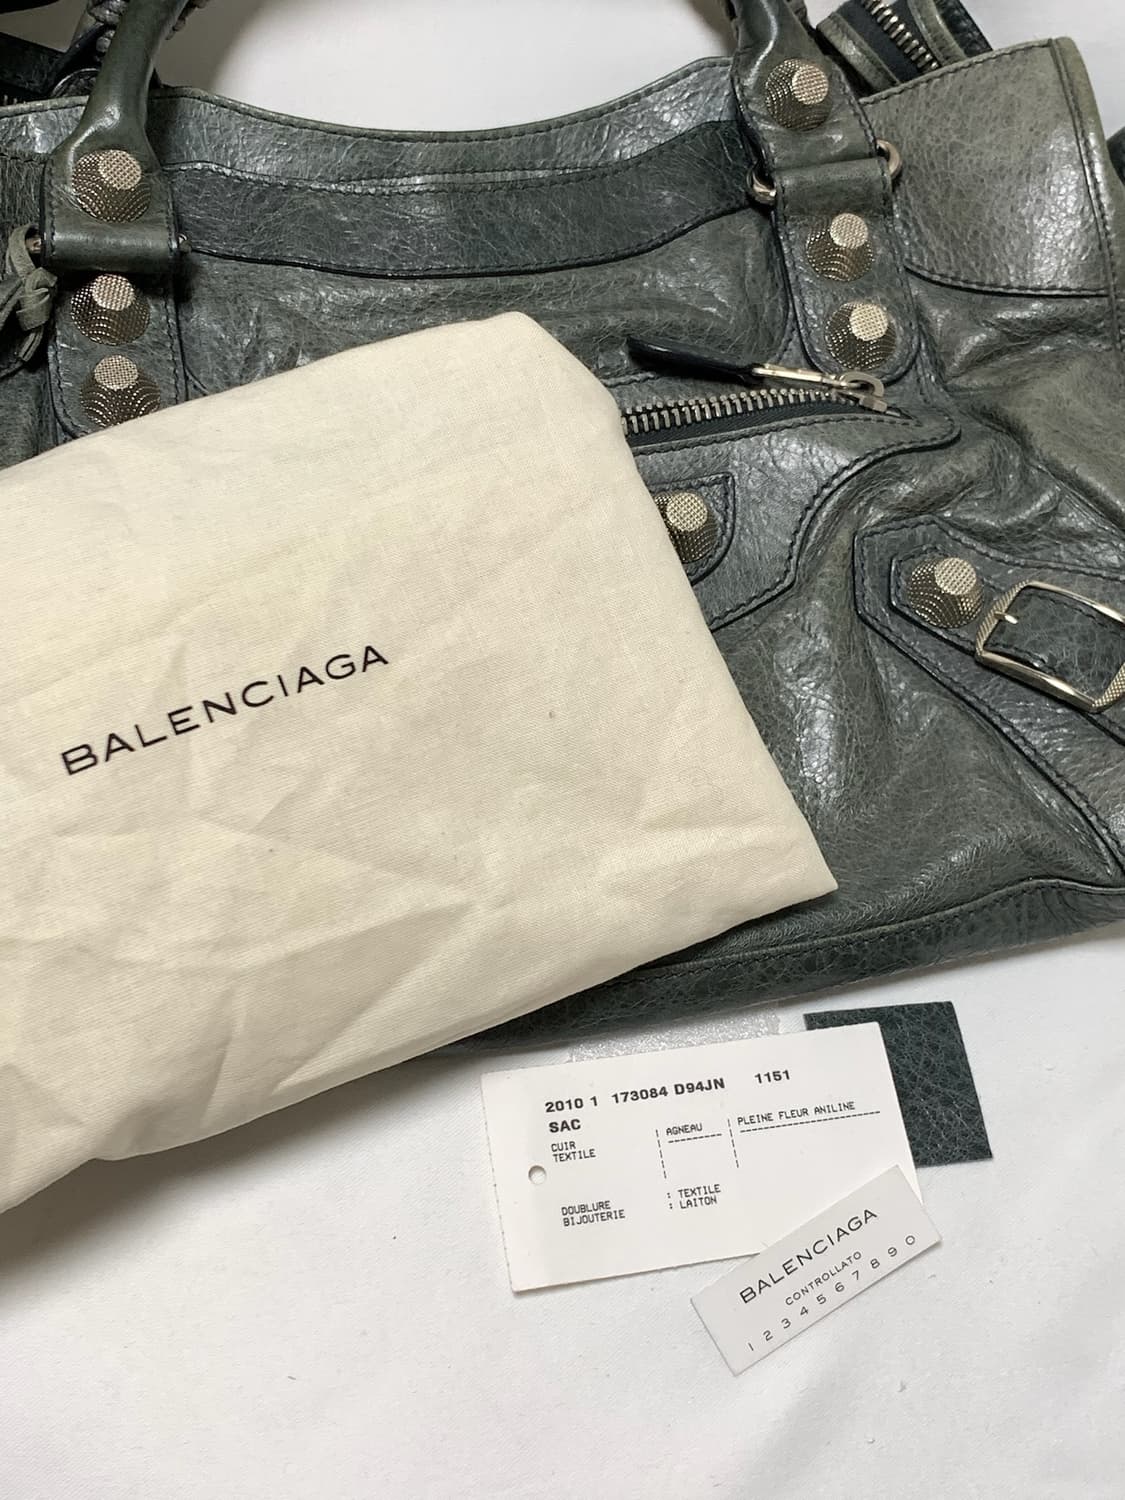 BALENCIAGA
2010 1 173084 D94JN 1151
SAC
CUIR AGNEAU PLEINE FLEUR ANILINE
TEXTILE
DOUBLURE : TEXTILE
BIJOUTERIE : LAITON
BALENCIAGA
CONTROLLATO
1 2 3 4 5 6 7 8 9 0